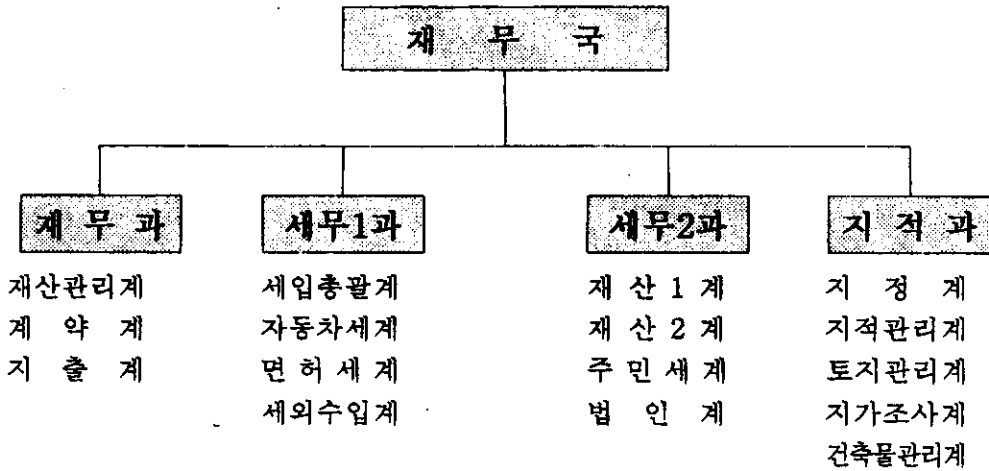 재 무 국
재 무 과
재산관리계
계 약 계
지 출 계
세무1과
세입총괄계
자동차세계
면 허 세 계
세외수입계
세무2과
재 산 1 계
재 산 2 계
주 민 세 계
법 인 계
지 적 과
지 정 계
지적관리계
토지관리계
지가조사계
건축물관리계